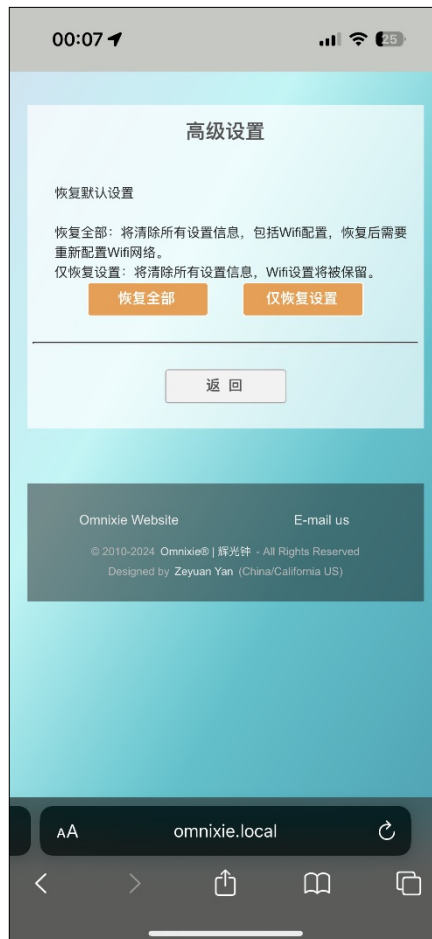 00:07
25
高级设置
恢复默认设置
恢复全部：将清除所有设置信息，包括Wifi配置，恢复后需要
重新配置Wifi网络。
仅恢复设置：将清除所有设置信息，Wifi设置将被保留。
恢复全部 仅恢复设置
返 回
Omnixie Website E-mail us
© 2010-2024 Omnixie® | 辉光钟 - All Rights Reserved
Designed by Zeyuan Yan (China/California US)
AA omnixie.local